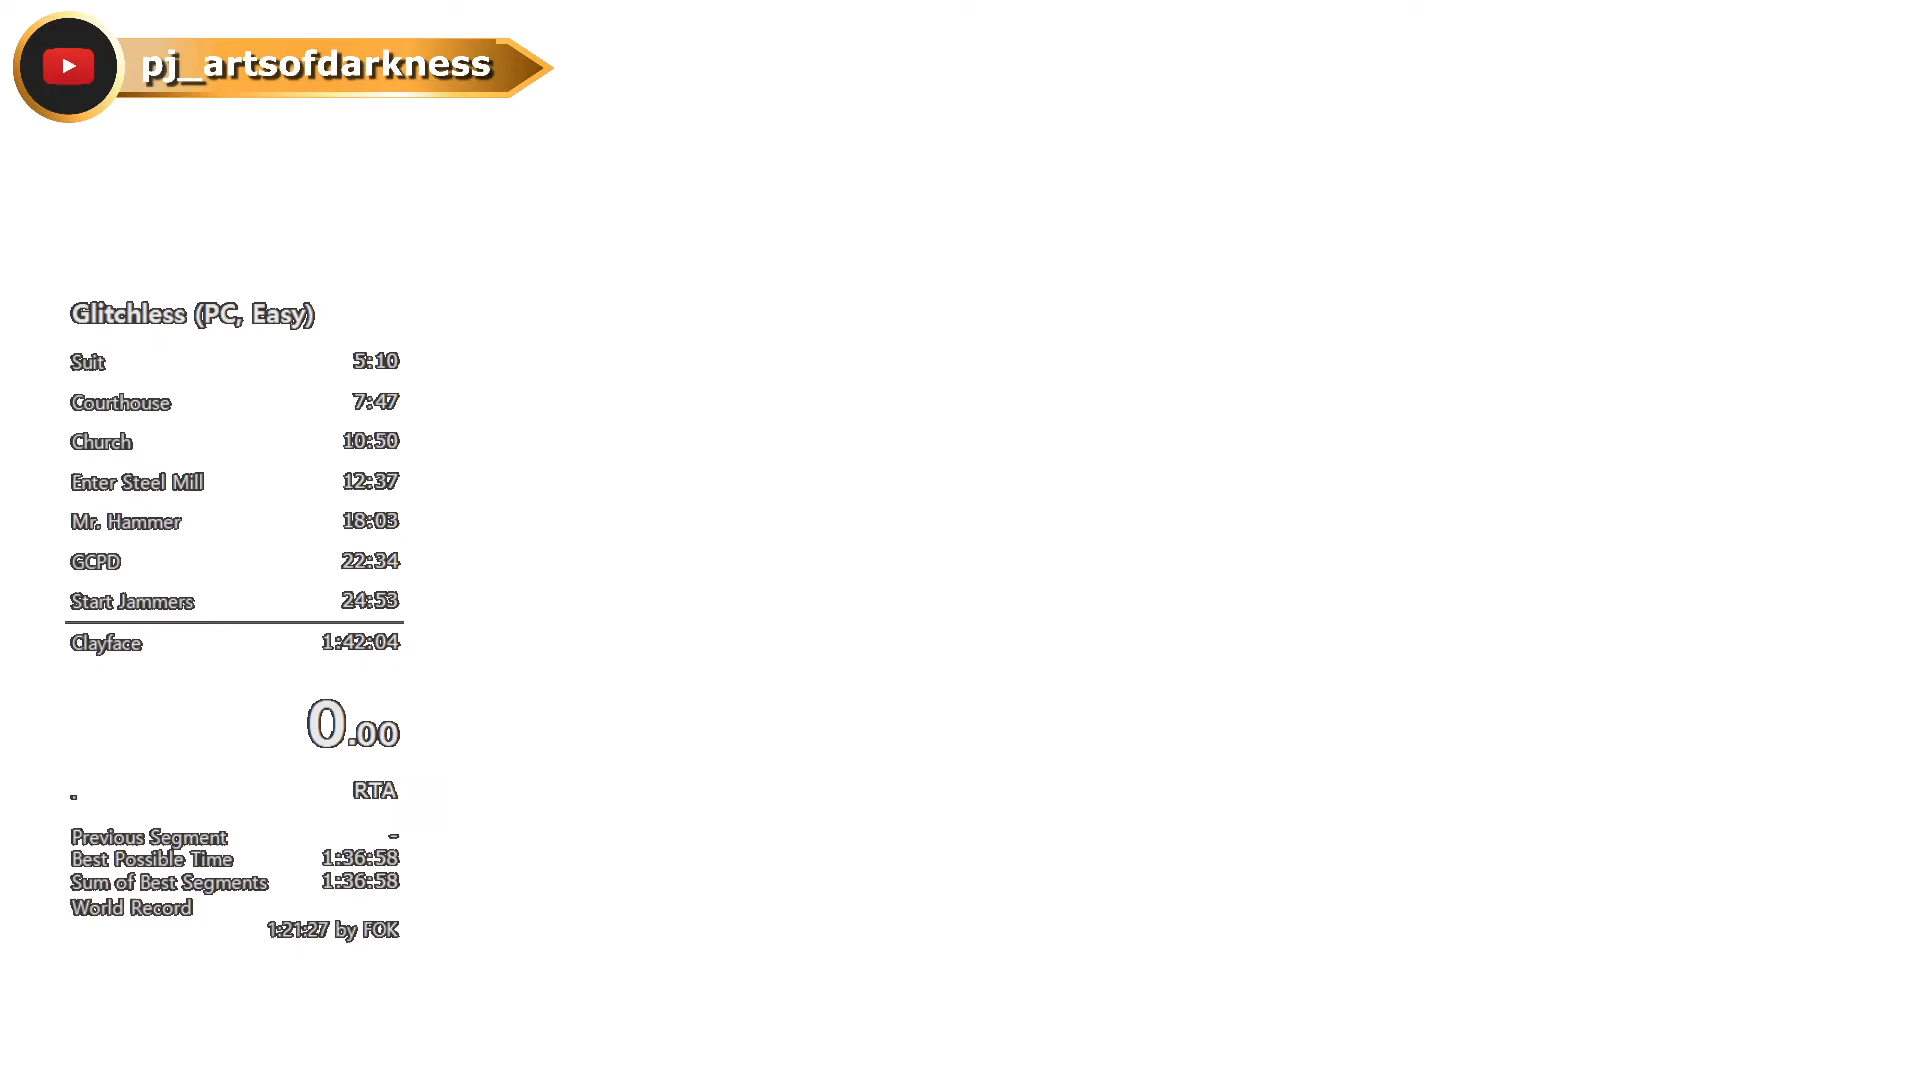 pj_artsofdarkness
Glitchless (PC, Easy)
Suit 5:10
Courthouse 7:47
Church 10:50
Enter Steel Mill 12:37
Mr. Hammer 18:03
GCPD 22:34
Start Jammers 24:53
Clayface 1:42:04
0.00
. RTA
Previous Segment -
Best Possible Time 1:36:58
Sum of Best Segments 1:36:58
World Record
1:21:27 by FOK